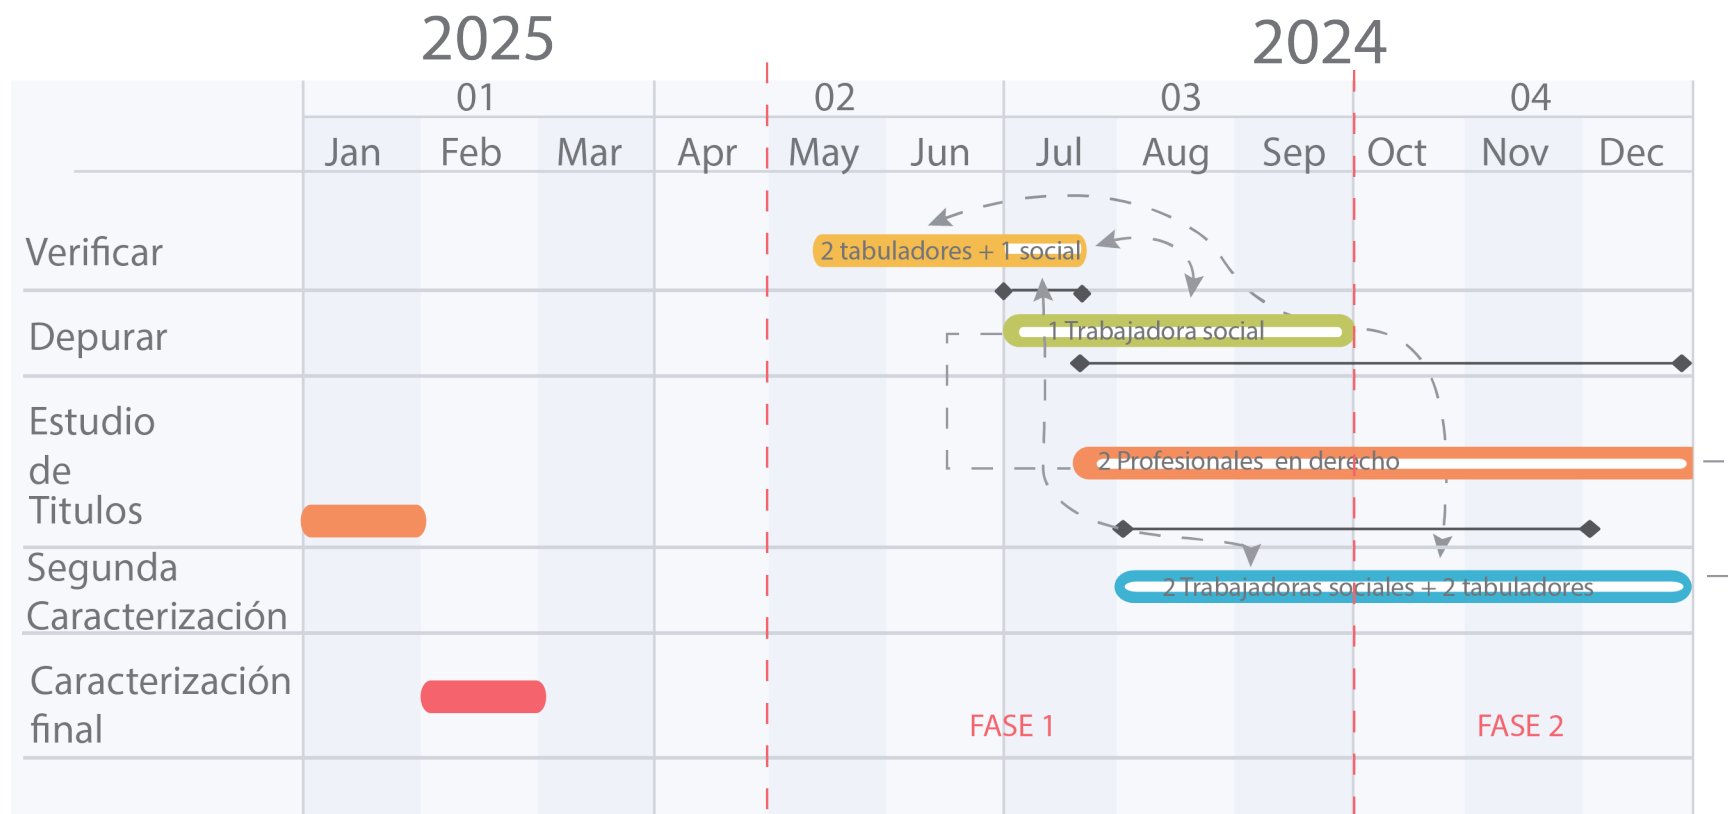 2025
2024
01
02
03
04
Jan
Feb
Mar
Apr
May
Jun
Jul
Aug
Sep
Oct
Nov
Dec
Verificar
2 tabuladores + 1 social
Depurar
1 Trabajadora social
Estudio
de
Titulos
2 Profesionales en derecho
Segunda
Caracterización
2 Trabajadoras sociales + 2 tabuladores
Caracterización
final
FASE 1
FASE 2